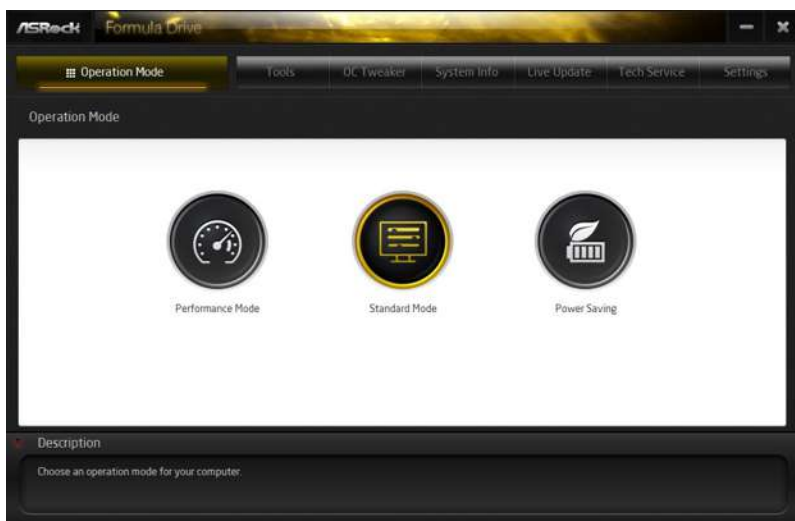 ASRock Formula Drive
Operation Mode Tools OC Tweaker System Info Live Update Tech Service Settings
Operation Mode
Performance Mode Standard Mode Power Saving
Description
Choose an operation mode for your computer.